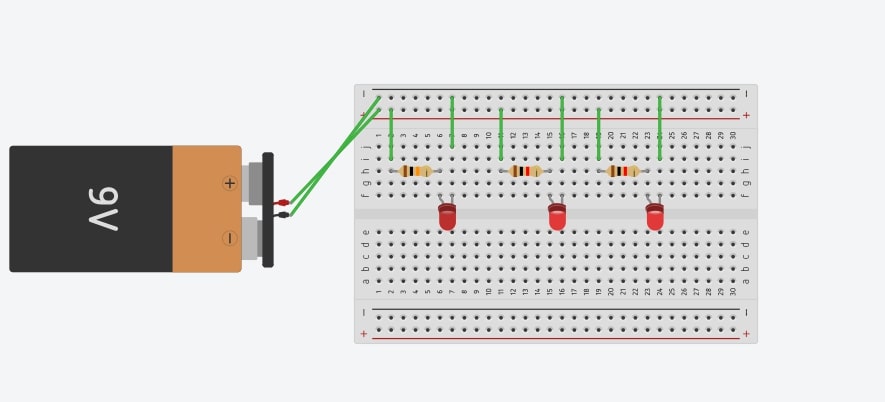 9V
+
−
− −
+ +
1 2 3 4 5 6 7 8 9 10 11 12 13 14 15 16 17 18 19 20 21 22 23 24 25 26 27 28 29 30
j j
i i
h h
g g
f f
e e
d d
c c
b b
a a
1 2 3 4 5 6 7 8 9 10 11 12 13 14 15 16 17 18 19 20 21 22 23 24 25 26 27 28 29 30
− −
+ +